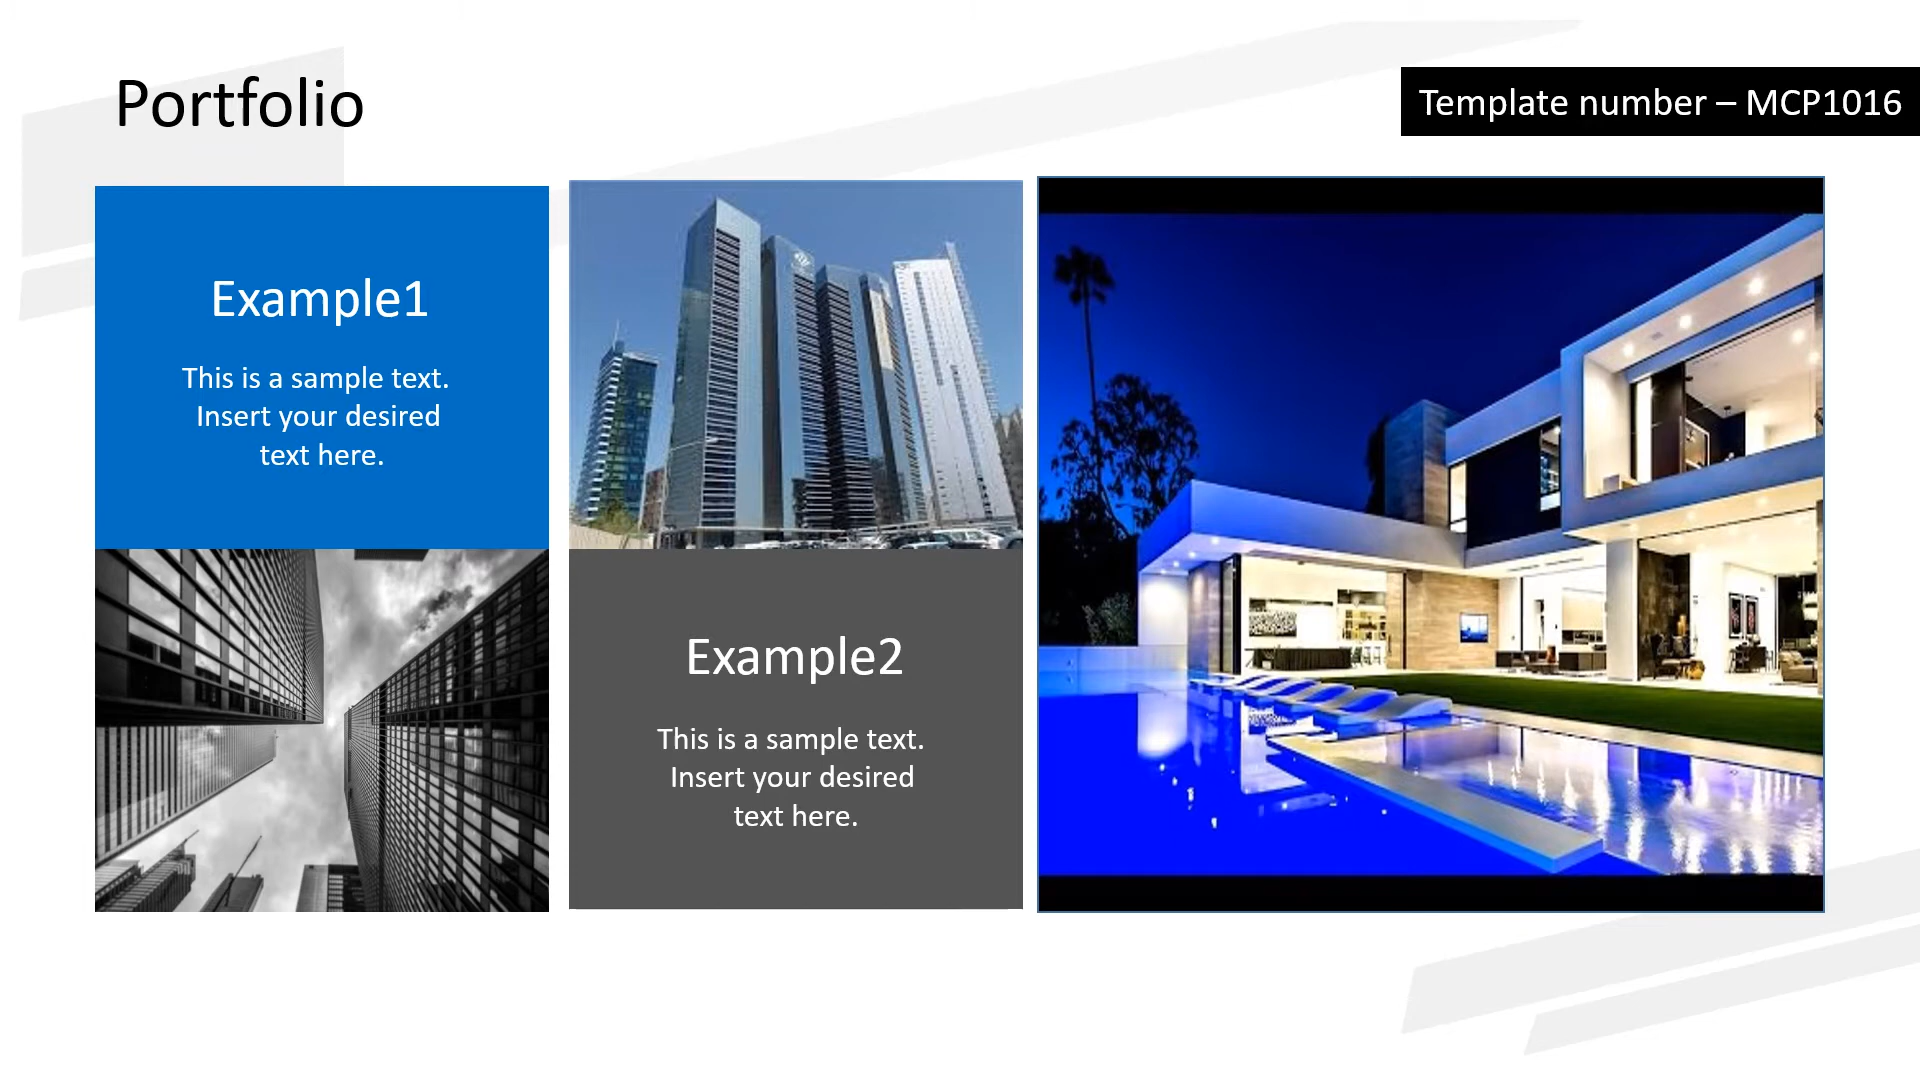 Portfolio
Template number – MCP1016
Example1
This is a sample text.
Insert your desired
text here.
Example2
This is a sample text.
Insert your desired
text here.